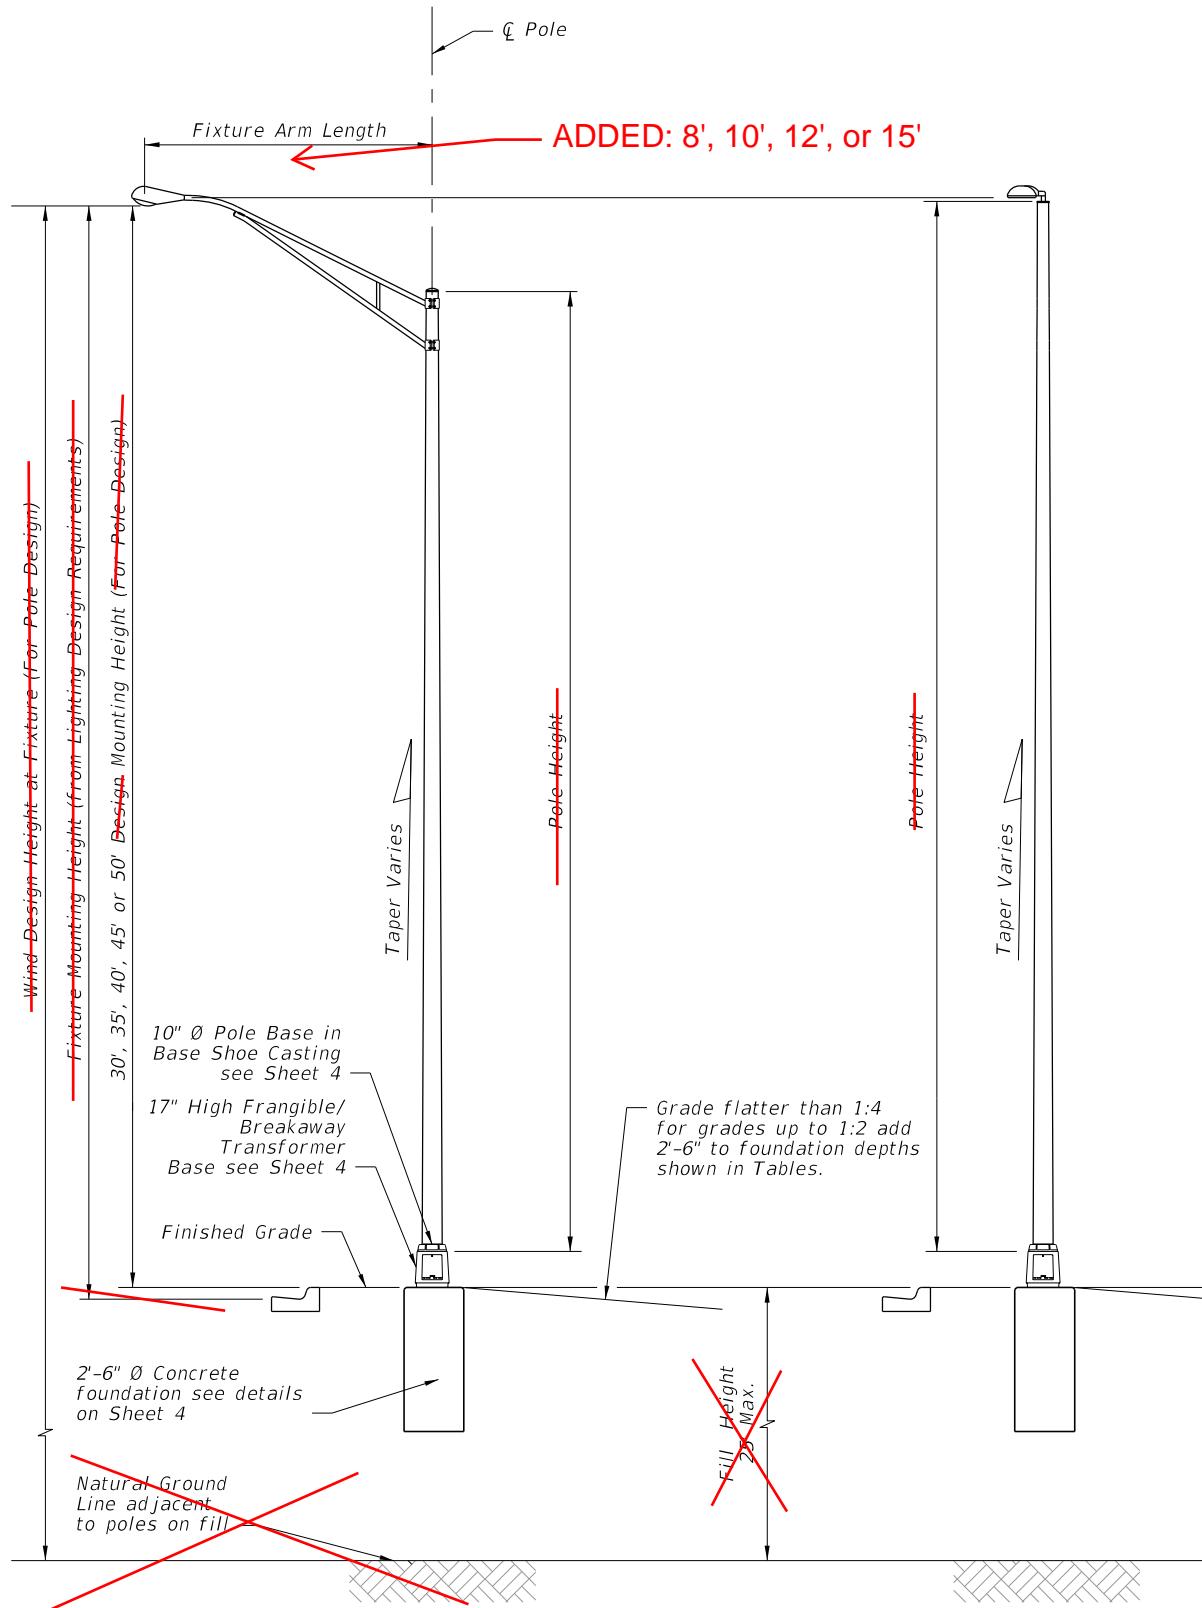 ℄ Pole
Fixture Arm Length
ADDED: 8', 10', 12', or 15'
Wind Design Height at Fixture (For Pole Design)
Fixture Mounting Height (from Lighting Design Requirements)
30', 35', 40', 45' or 50' Design Mounting Height (For Pole Design)
Pole Height
Pole Height
Taper Varies
Taper Varies
10" Ø Pole Base in
Base Shoe Casting
see Sheet 4
17" High Frangible/
Breakaway
Transformer
Base see Sheet 4
Grade flatter than 1:4
for grades up to 1:2 add
2'-6" to foundation depths
shown in Tables.
Finished Grade
2'-6" Ø Concrete
foundation see details
on Sheet 4
Fill Height
25' Max.
Natural Ground
Line adjacent
to poles on fill